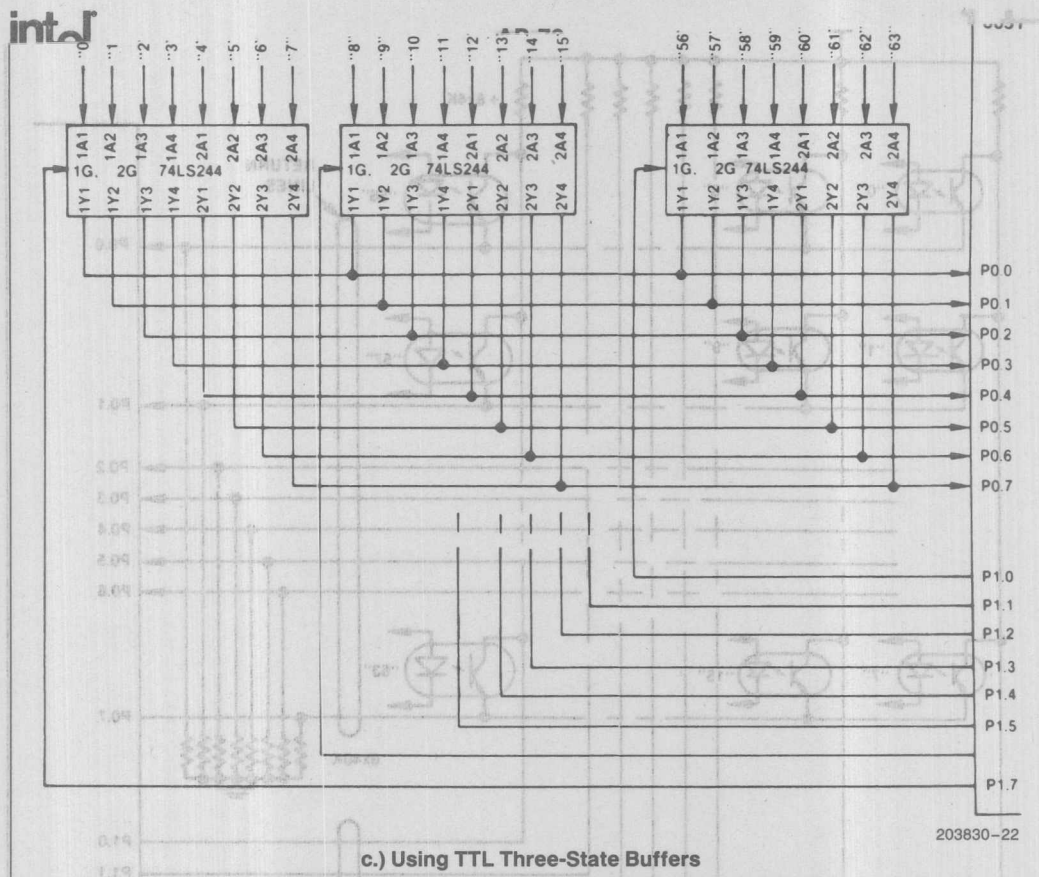 intel
"0" "1" "2" "3" "4" "5" "6" "7" "8" "9" "10 "11 "12 "13" "14 "15" "56" "57" "58" "59" "60" "61" "62" "63"
1A1 1A2 1A3 1A4 2A1 2A2 2A3 2A4 1A1 1A2 1A3 1A4 2A1 2A2 2A3 2A4 1A1 1A2 1A3 1A4 2A1 2A2 2A3 2A4
1G. 2G 74LS244 1G. 2G 74LS244 1G. 2G 74LS244
1Y1 1Y2 1Y3 1Y4 2Y1 2Y2 2Y3 2Y4 1Y1 1Y2 1Y3 1Y4 2Y1 2Y2 2Y3 2Y4 1Y1 1Y2 1Y3 1Y4 2Y1 2Y2 2Y3 2Y4
P0.0
P0.1
P0.2
P0.3
P0.4
P0.5
P0.6
P0.7
P1.0
P1.1
P1.2
P1.3
P1.4
P1.5
P1.7
203830-22
c.) Using TTL Three-State Buffers